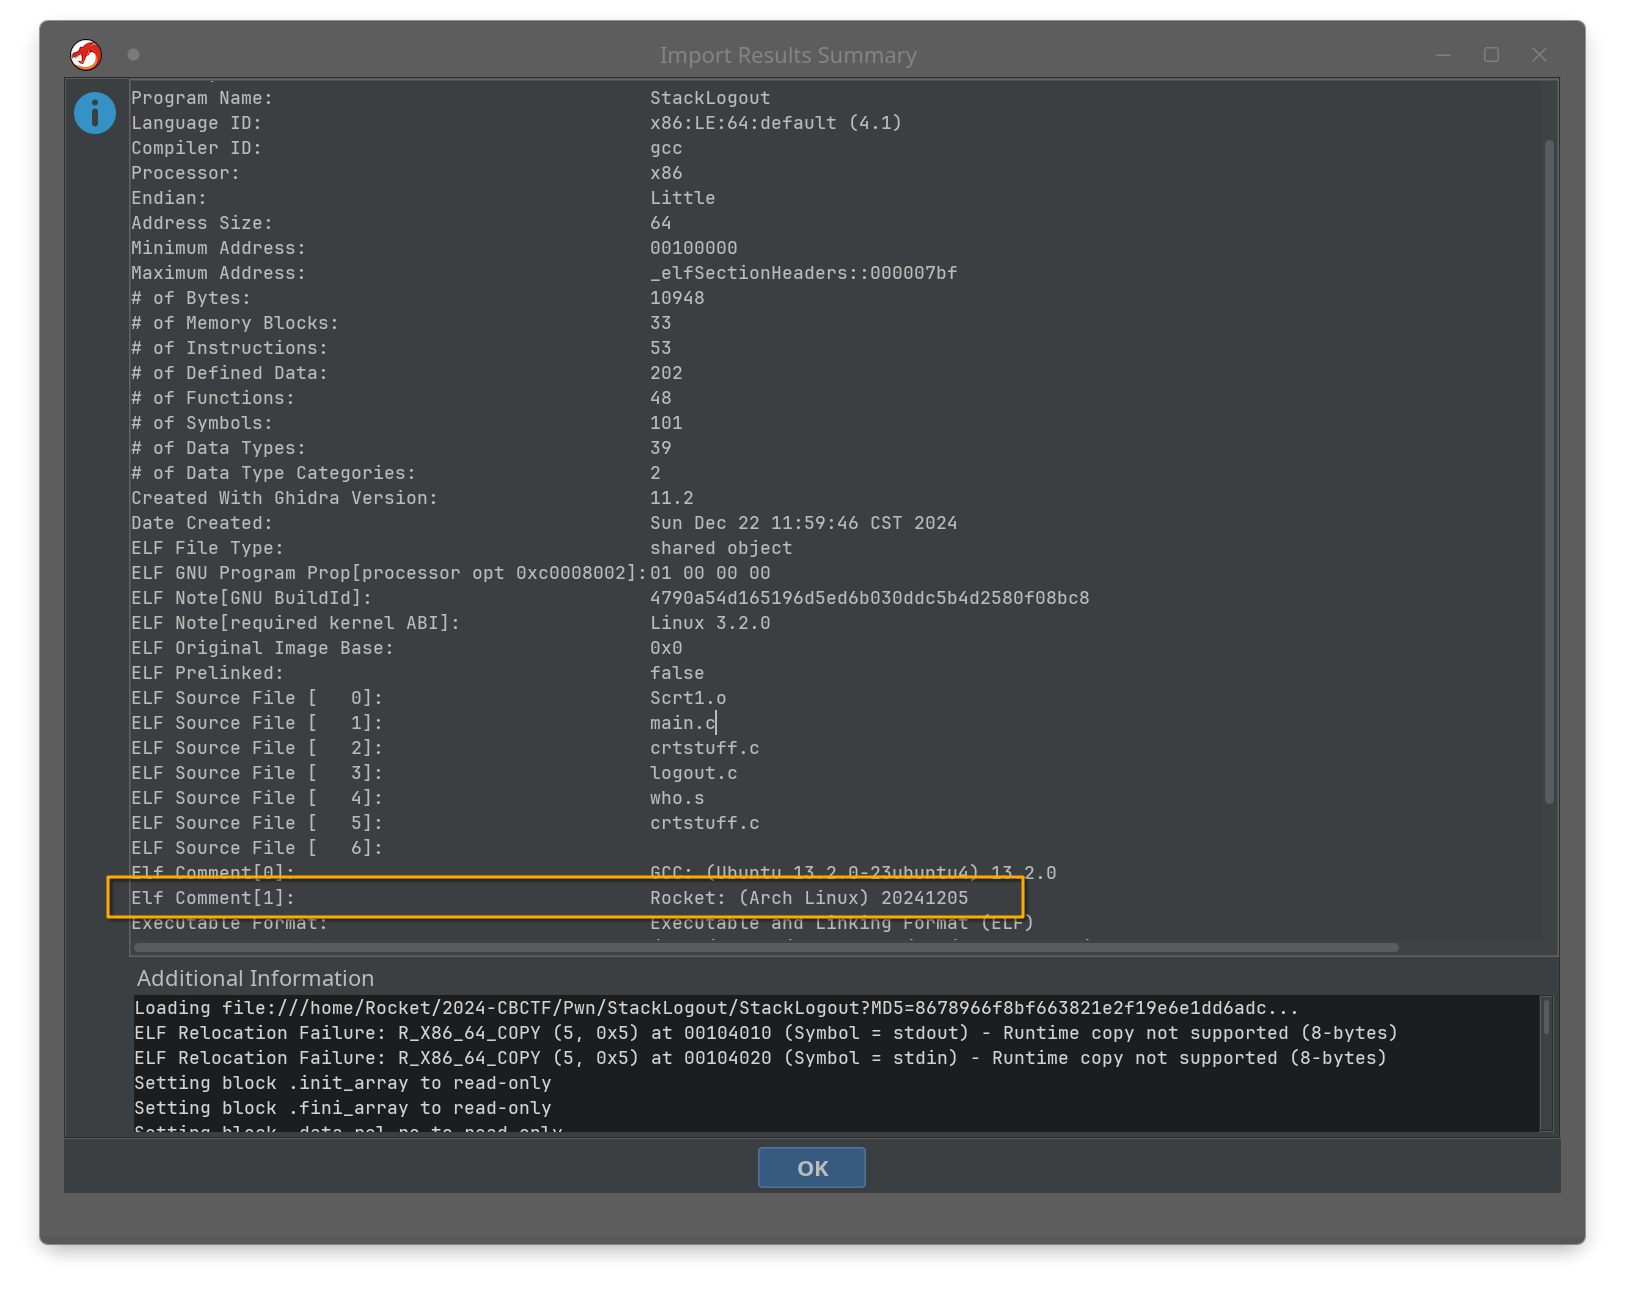 Import Results Summary
Program Name: StackLogout
Language ID: x86:LE:64:default (4.1)
Compiler ID: gcc
Processor: x86
Endian: Little
Address Size: 64
Minimum Address: 00100000
Maximum Address: _elfSectionHeaders::000007bf
# of Bytes: 10948
# of Memory Blocks: 33
# of Instructions: 53
# of Defined Data: 202
# of Functions: 48
# of Symbols: 101
# of Data Types: 39
# of Data Type Categories: 2
Created With Ghidra Version: 11.2
Date Created: Sun Dec 22 11:59:46 CST 2024
ELF File Type: shared object
ELF GNU Program Prop[processor opt 0xc0008002]: 01 00 00 00
ELF Note[GNU BuildId]: 4790a54d165196d5ed6b030ddc5b4d2580f08bc8
ELF Note[required kernel ABI]: Linux 3.2.0
ELF Original Image Base: 0x0
ELF Prelinked: false
ELF Source File [   0]: Scrt1.o
ELF Source File [   1]: main.c
ELF Source File [   2]: crtstuff.c
ELF Source File [   3]: logout.c
ELF Source File [   4]: who.s
ELF Source File [   5]: crtstuff.c
ELF Source File [   6]:
Elf Comment[0]: GCC: (Ubuntu 13.2.0-23ubuntu4) 13.2.0
Elf Comment[1]: Rocket: (Arch Linux) 20241205
Executable Format: Executable and Linking Format (ELF)
Additional Information
Loading file:///home/Rocket/2024-CBCTF/Pwn/StackLogout/StackLogout?MD5=8678966f8bf663821e2f19e6e1dd6adc...
ELF Relocation Failure: R_X86_64_COPY (5, 0x5) at 00104010 (Symbol = stdout) - Runtime copy not supported (8-bytes)
ELF Relocation Failure: R_X86_64_COPY (5, 0x5) at 00104020 (Symbol = stdin) - Runtime copy not supported (8-bytes)
Setting block .init_array to read-only
Setting block .fini_array to read-only
Setting block .data.rel.ro to read-only
OK